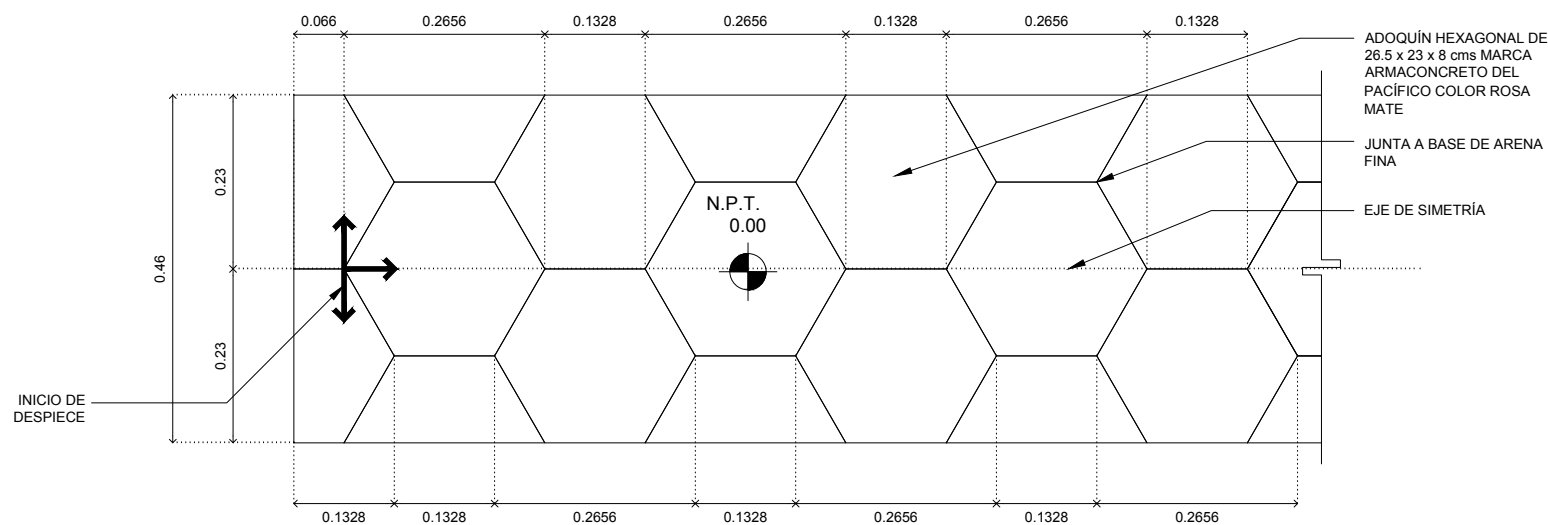 0.066
0.2656
0.1328
0.2656
0.1328
0.2656
0.1328
ADOQUÍN HEXAGONAL DE
26.5 x 23 x 8 cms MARCA
ARMACONCRETO DEL
PACÍFICO COLOR ROSA
MATE
JUNTA A BASE DE ARENA
FINA
EJE DE SIMETRÍA
0.23
0.46
0.23
N.P.T.
0.00
INICIO DE
DESPIECE
0.1328
0.1328
0.2656
0.1328
0.2656
0.1328
0.2656